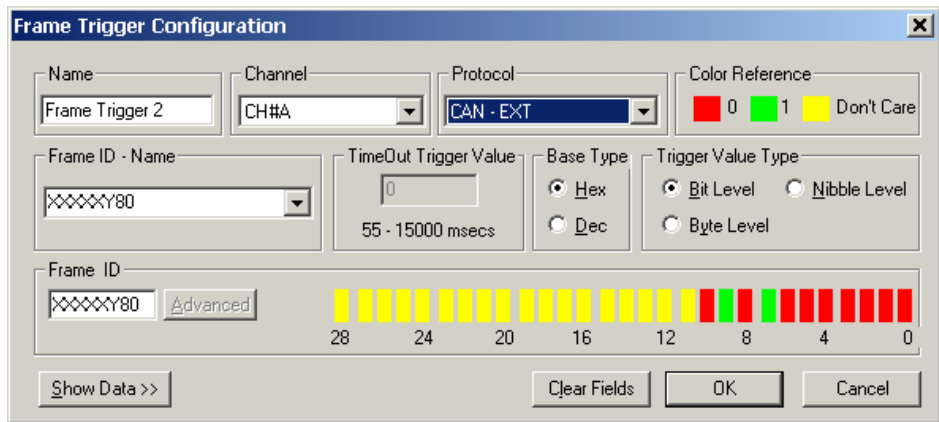 Frame Trigger Configuration
Name
Channel
Protocol
Color Reference
Frame Trigger 2
CH#A
CAN - EXT
0
1
Don't Care
Frame ID - Name
TimeOut Trigger Value
Base Type
Trigger Value Type
XXXXXY80
0
Hex
Bit Level
Nibble Level
55 - 15000 msecs
Dec
Byte Level
Frame ID
XXXXXY80
Advanced
28 24 20 16 12 8 4 0
Show Data >>
Clear Fields
OK
Cancel